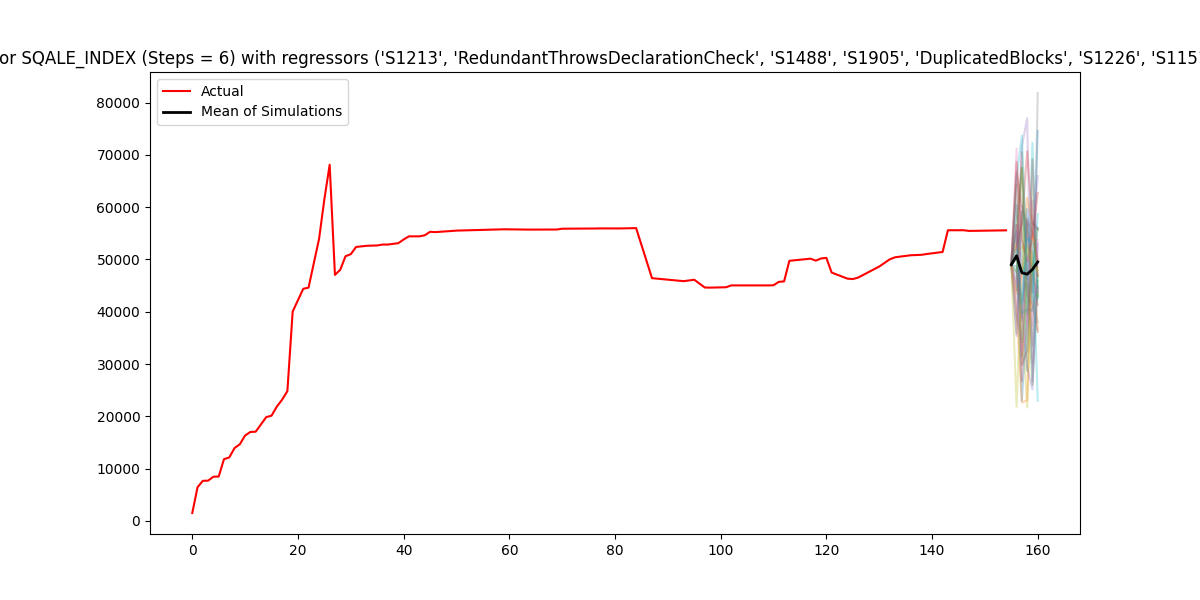 or SQALE_INDEX (Steps = 6) with regressors ('S1213', 'RedundantThrowsDeclarationCheck', 'S1488', 'S1905', 'DuplicatedBlocks', 'S1226', 'S115
Actual
Mean of Simulations
80000
70000
60000
50000
40000
30000
20000
10000
0
0 20 40 60 80 100 120 140 160